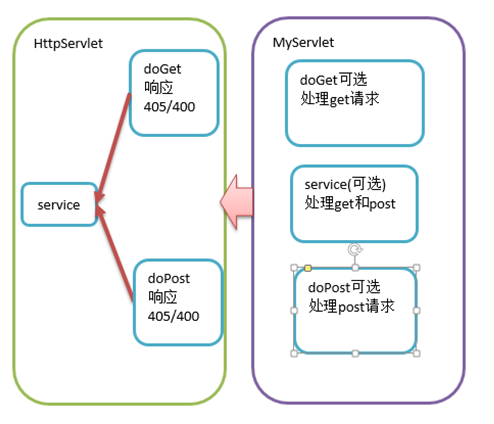 HttpServlet
doGet
响应
405/400
service
doPost
响应
405/400
MyServlet
doGet可选
处理get请求
service(可选)
处理get和post
doPost可选
处理post请求